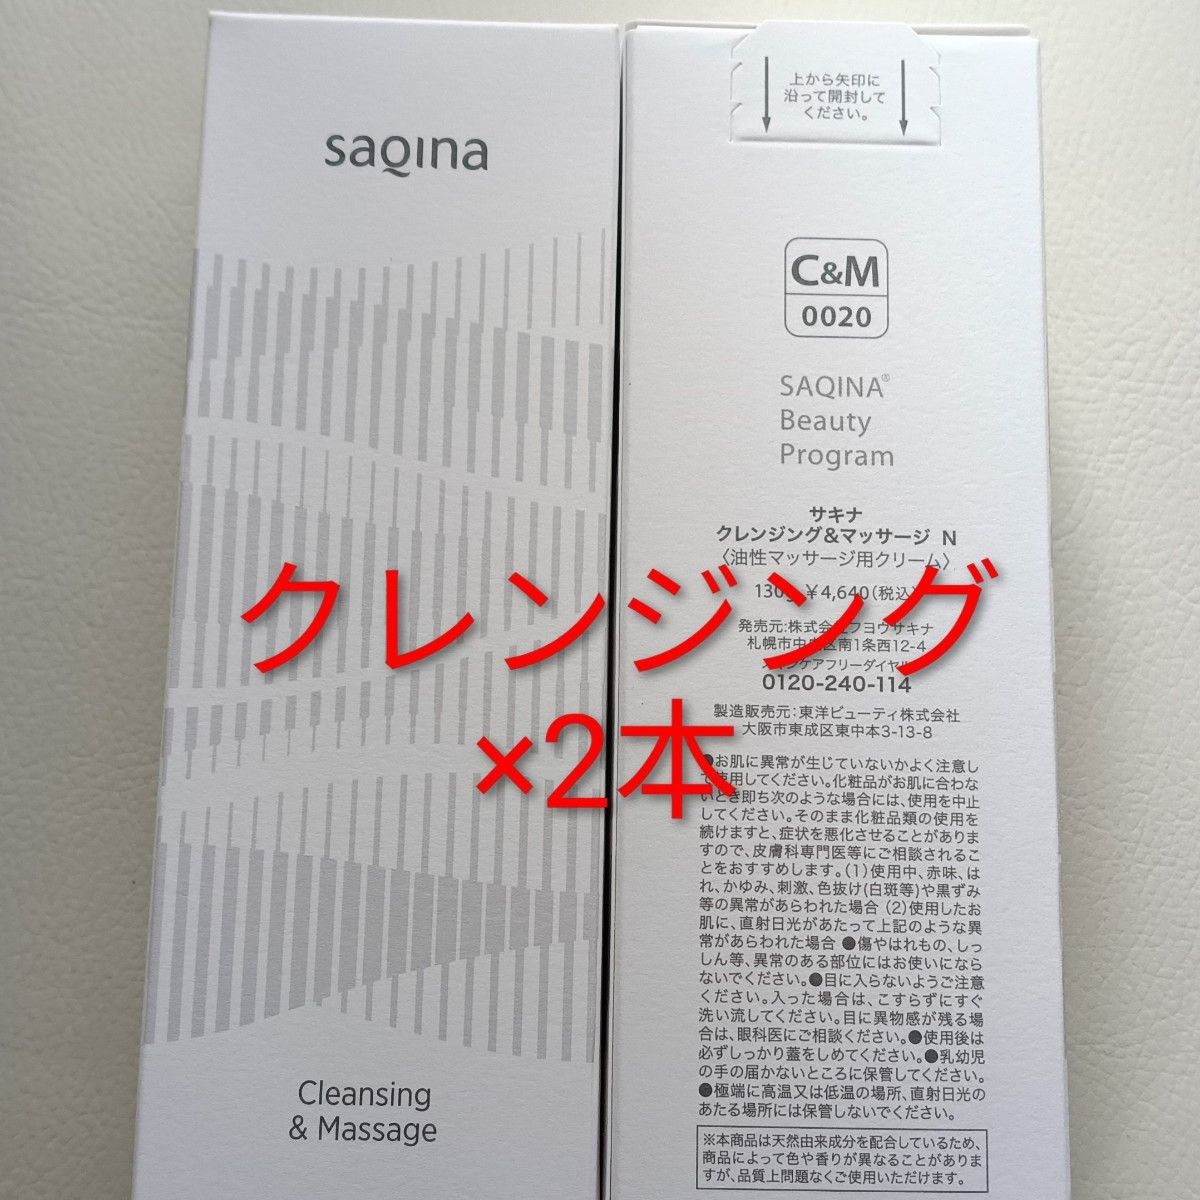 saqina
Cleansing
& Massage
上から矢印に
沿って開封して
ください。
C&M
0020
SAQINA®
Beauty
Program
サキナ
クレンジング&マッサージ N
〈油性マッサージ用クリーム〉
130g ¥4,640(税込)
発売元:株式会社フヨウサキナ
札幌市中央区南1条西12-4
スキンケアフリーダイヤル
0120-240-114
製造販売元:東洋ビューティ株式会社
大阪市東成区東中本3-13-8
●お肌に異常が生じていないかよく注意し
て使用してください。化粧品がお肌に合わな
いとき即ち次のような場合には、使用を中止
してください。そのまま化粧品類の使用を
続けますと、症状を悪化させることがありま
すので、皮膚科専門医等にご相談されるこ
とをおすすめします。(1)使用中、赤味、は
れ、かゆみ、刺激、色抜け(白斑等)や黒ずみ
等の異常があらわれた場合 (2)使用したお
肌に、直射日光があたって上記のような異
常があらわれた場合 ●傷やはれもの、しっ
しん等、異常のある部位にはお使いになら
ないでください。●目に入らないようご注意
ください。入った場合は、こすらずにすぐ
洗い流してください。目に異物感が残る場
合は、眼科医にご相談ください。●使用後は
必ずしっかり蓋をしめてください。●乳幼児
の手の届かないところに保管してください。
●極端に高温又は低温の場所、直射日光の
あたる場所には保管しないでください。
※本商品は天然由来成分を配合しているため、
商品によって色や香りが異なることがありま
すが、品質上問題なくご使用いただけます。
クレンジング
×2本